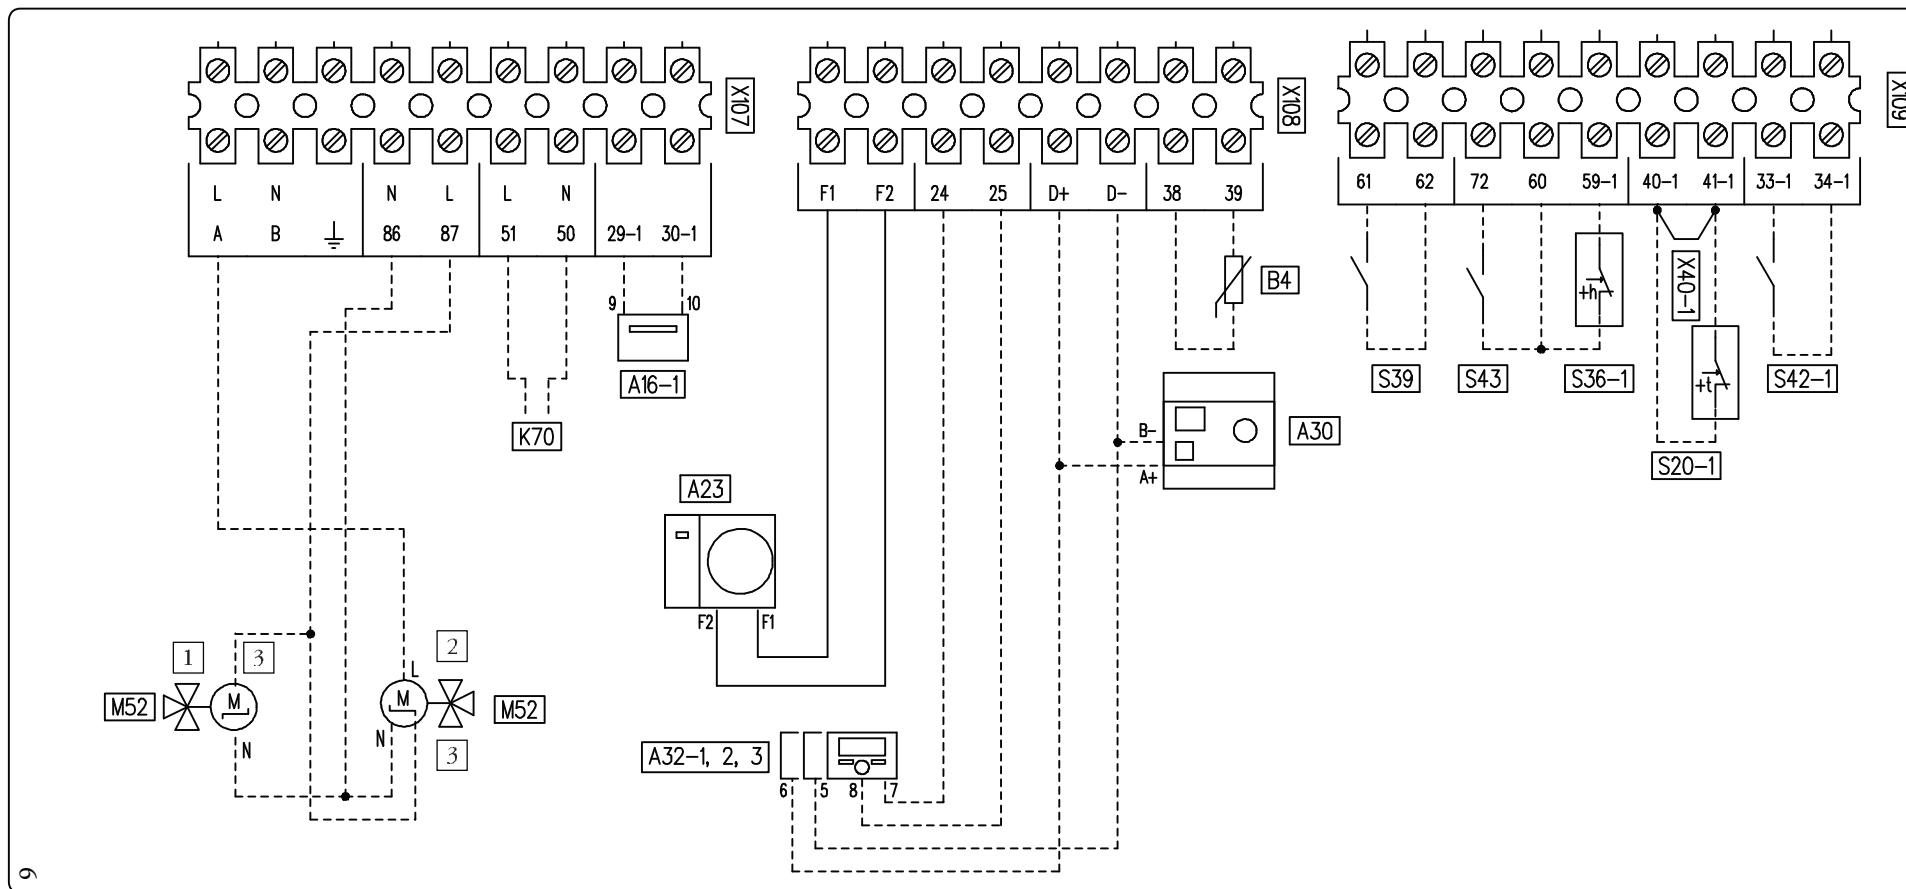 X107
X108
X109
L N N L L N
A B 86 87 51 50 29-1 30-1
F1 F2 24 25 D+ D- 38 39
61 62 72 60 59-1 40-1 41-1 33-1 34-1
9 10
A16-1
K70
B4
+h
X40-1
+t
S39
S43
S36-1
S42-1
S20-1
B-
A+
A30
A23
F2 F1
1
3
2
L
M52
M
M
M52
N
N
3
A32-1, 2, 3
6 5 8 7
9